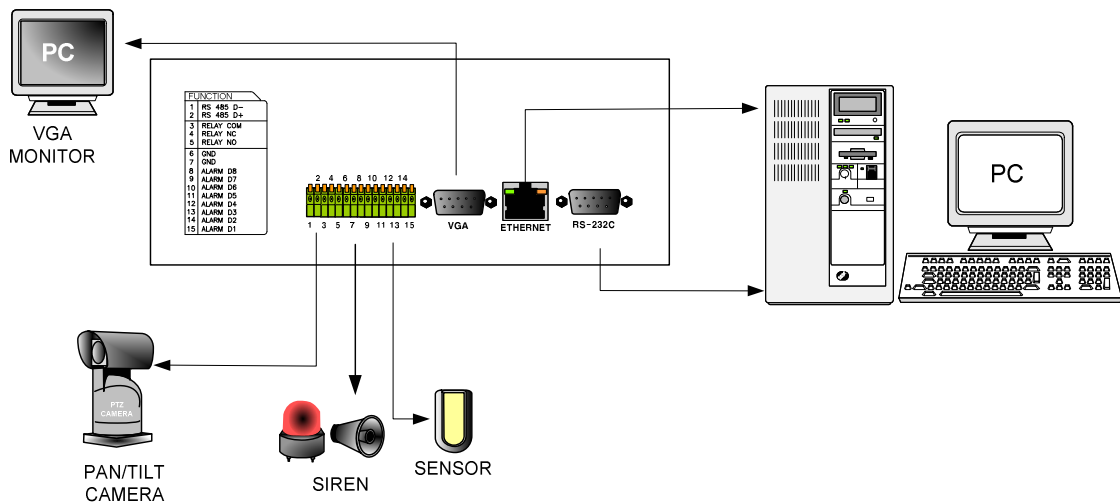 PC
VGA
MONITOR
FUNCTION
1 RS 485 D-
2 RS 485 D+
3 RELAY COM
4 RELAY NC
5 RELAY NO
6 GND
7 GND
8 ALARM D8
9 ALARM D7
10 ALARM D6
11 ALARM D5
12 ALARM D4
13 ALARM D3
14 ALARM D2
15 ALARM D1
2 4 6 8 10 12 14
1 3 5 7 9 11 13 15
VGA
ETHERNET
RS-232C
PC
PTZ
CAMERA
PAN/TILT
CAMERA
SIREN
SENSOR